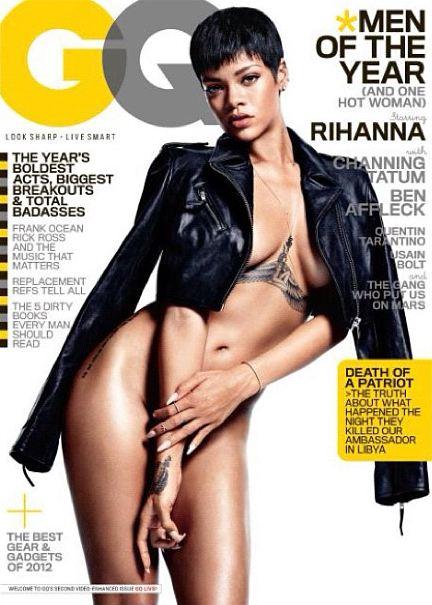 GQ
LOOK SHARP • LIVE SMART
*MEN
OF THE
YEAR
(AND ONE
HOT WOMAN)
Starring
RIHANNA
with
CHANNING
TATUM
BEN
AFFLECK
QUENTIN
TARANTINO
USAIN
BOLT
and
THE GANG
WHO PUT US
ON MARS
THE YEAR'S
BOLDEST
ACTS, BIGGEST
BREAKOUTS
& TOTAL
BADASSES
FRANK OCEAN
RICK ROSS
AND THE
MUSIC THAT
MATTERS
REPLACEMENT
REFS TELL ALL
THE 5 DIRTY
BOOKS
EVERY MAN
SHOULD
READ
DEATH OF
A PATRIOT
>THE TRUTH
ABOUT WHAT
HAPPENED THE
NIGHT THEY
KILLED OUR
AMBASSADOR
IN LIBYA
+
THE BEST
GEAR &
GADGETS
OF 2012
WELCOME TO GQ'S SECOND VIDEO-ENHANCED ISSUE GQ LIVE!